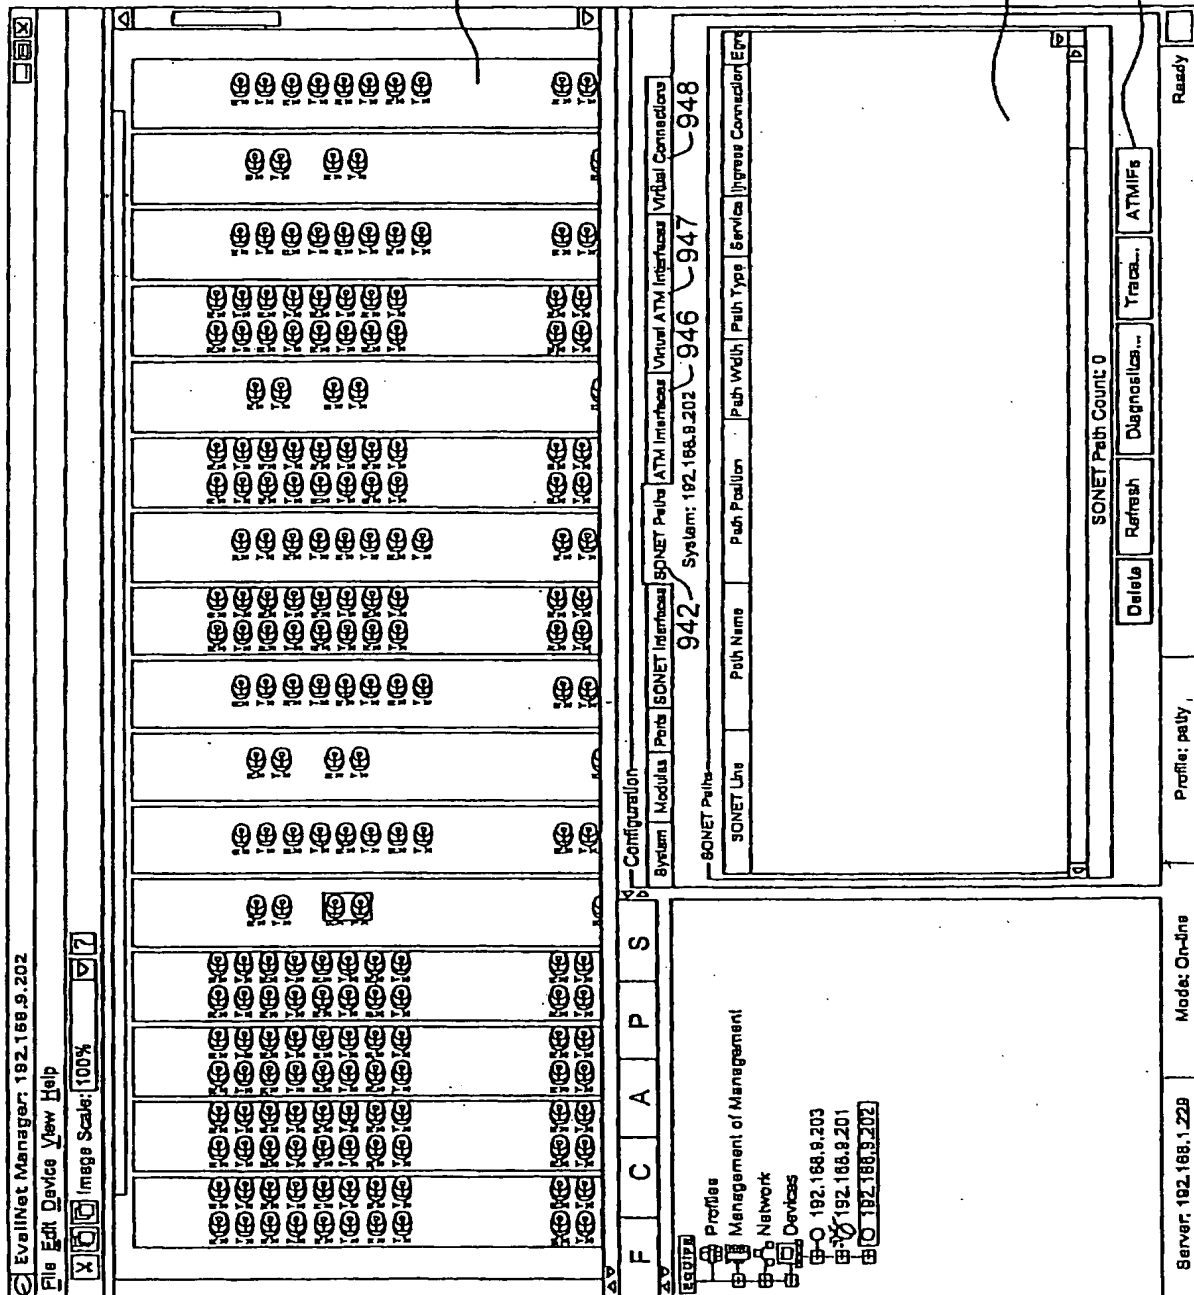 EvallNet Manager: 192.168.9.202
File Edit Device View Help
Image Scale: 100%
?
F C A P S
EQUIPE
Profiles
Management of Management
Network
Devices
192.168.9.203
192.168.9.201
192.168.9.202
Configuration
System Modules Ports SONET Interfaces SONET Paths ATM Interfaces Virtual ATM Interfaces Virtual Connections
942 System: 192.168.9.202 946 947 948
SONET Paths
SONET Line Path Name Path Position Path Width Path Type Service Ingress Connection Egre
SONET Path Count: 0
Delete Refresh Diagnostics... Trace... ATMIFs
Server: 192.168.1.229 Mode: On-line Profile: patty Ready